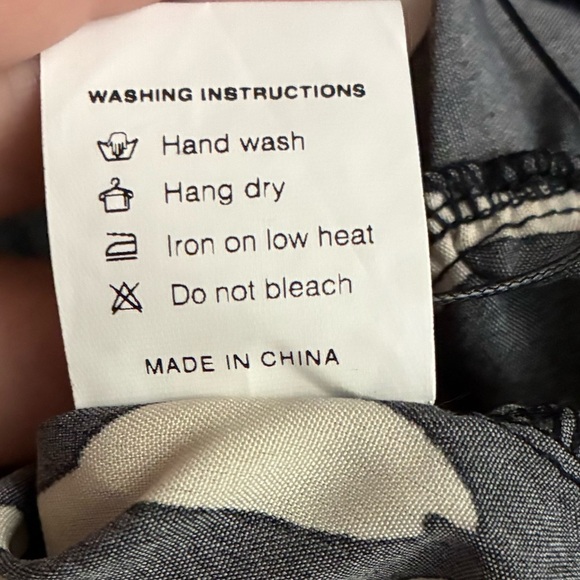 WASHING INSTRUCTIONS
Hand wash
Hang dry
Iron on low heat
Do not bleach
MADE IN CHINA